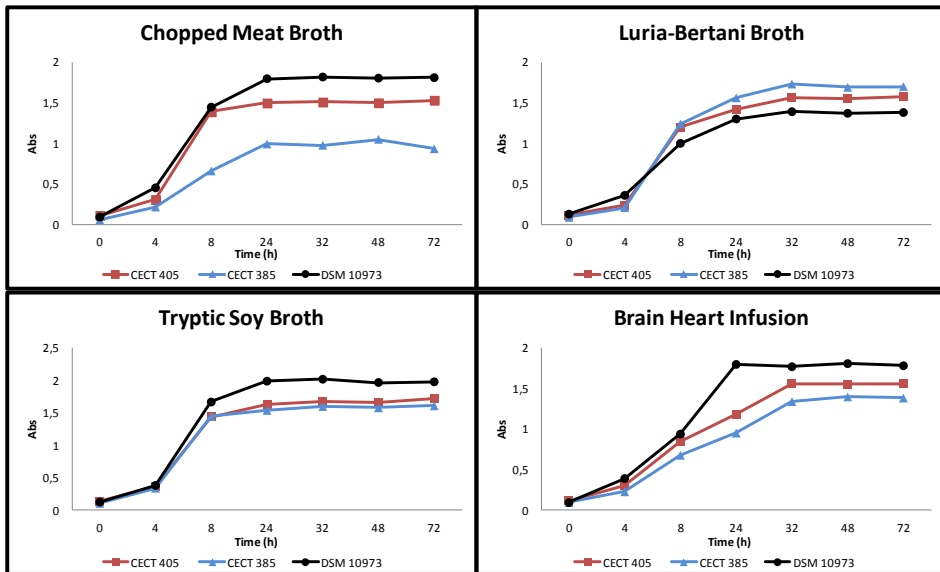 Chopped Meat Broth
2
1,5
1
0,5
0
Abs
0 4 8 24 32 48 72
Time (h)
CECT 405 CECT 385 DSM 10973
Luria-Bertani Broth
2
1,5
1
0,5
0
Abs
0 4 8 24 32 48 72
Time (h)
CECT 405 CECT 385 DSM 10973
Tryptic Soy Broth
2,5
2
1,5
1
0,5
0
Abs
0 4 8 24 32 48 72
Time (h)
CECT 405 CECT 385 DSM 10973
Brain Heart Infusion
2
1,5
1
0,5
0
Abs
0 4 8 24 32 48 72
Time (h)
CECT 405 CECT 385 DSM 10973